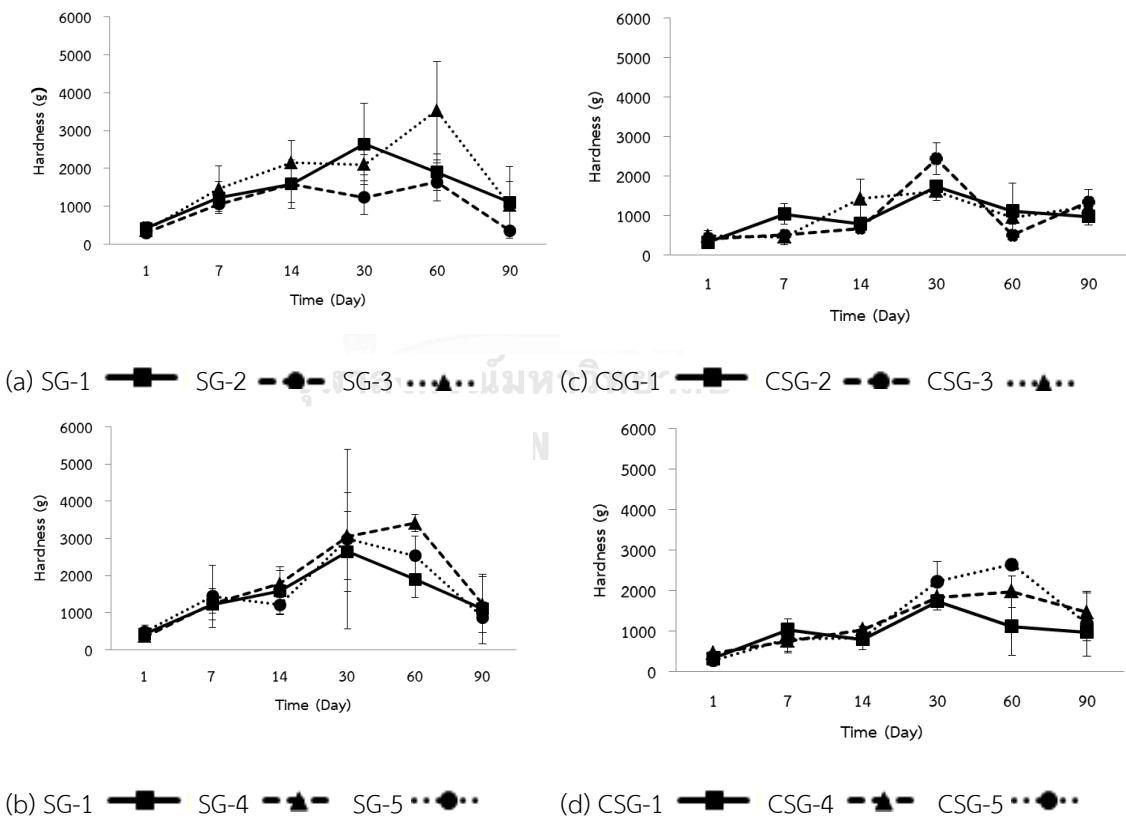 6000
5000
4000
3000
2000
1000
0
Hardness (g)
1 7 14 30 60 90
Time (Day)
6000
5000
4000
3000
2000
1000
0
Hardness (g)
1 7 14 30 60 90
Time (Day)
(a) SG-1 SG-2 SG-3
(c) CSG-1 CSG-2 CSG-3
6000
5000
4000
3000
2000
1000
0
Hardness (g)
1 7 14 30 60 90
Time (Day)
6000
5000
4000
3000
2000
1000
0
Hardness (g)
1 7 14 30 60 90
Time (Day)
(b) SG-1 SG-4 SG-5
(d) CSG-1 CSG-4 CSG-5